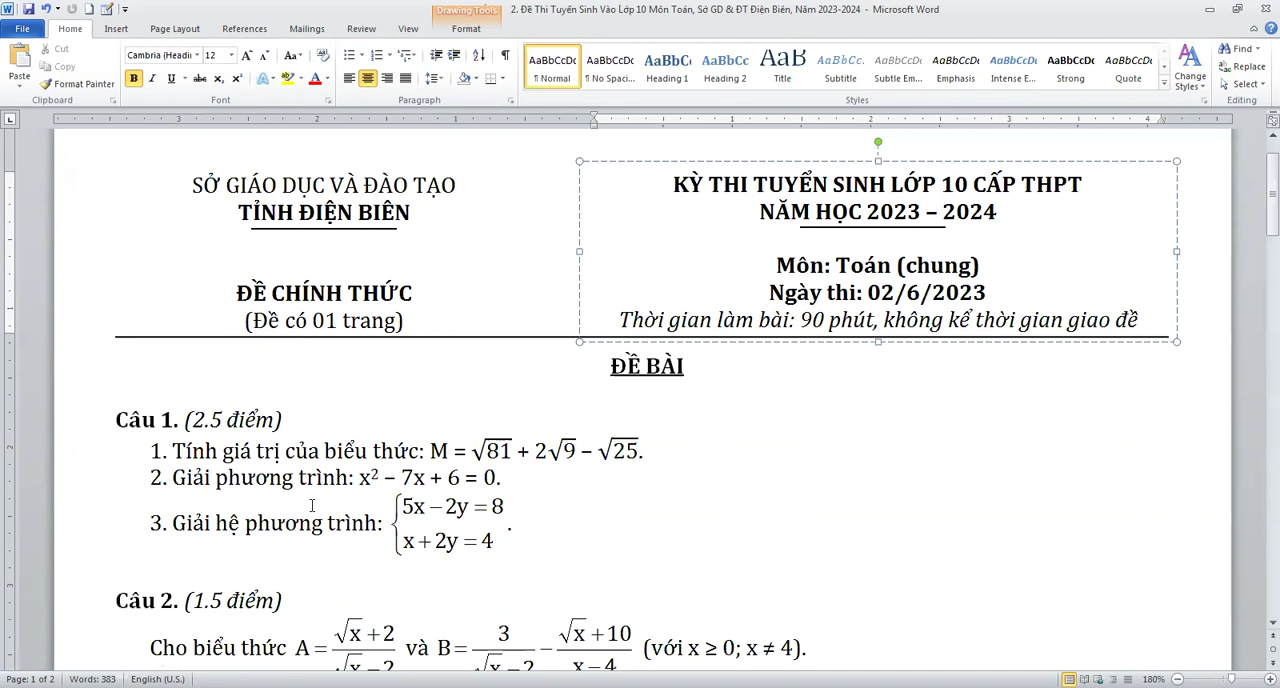 2. Đề Thi Tuyển Sinh Vào Lớp 10 Môn Toán, Sở GD & ĐT Điện Biên, Năm 2023-2024 - Microsoft Word
Drawing Tools
File Home Insert Page Layout References Mailings Review View Format
Paste
Cut
Copy
Format Painter
Clipboard
Cambria (Headi 12
Font
Paragraph
AaBbCcDc AaBbCcDc AaBbC AaBbCc AaB AaBbCc. AaBbCcDc AaBbCcDc AaBbCcDc AaBbCcDc AaBbCcDc
¶ Normal ¶ No Spaci... Heading 1 Heading 2 Title Subtitle Subtle Em... Emphasis Intense E... Strong Quote
Styles
Change Styles
Find
Replace
Select
Editing
SỞ GIÁO DỤC VÀ ĐÀO TẠO
TỈNH ĐIỆN BIÊN
ĐỀ CHÍNH THỨC
(Đề có 01 trang)
KỲ THI TUYỂN SINH LỚP 10 CẤP THPT
NĂM HỌC 2023 – 2024
Môn: Toán (chung)
Ngày thi: 02/6/2023
Thời gian làm bài: 90 phút, không kể thời gian giao đề
ĐỀ BÀI
Câu 1. (2.5 điểm)
1. Tính giá trị của biểu thức: M = √81 + 2√9 – √25.
2. Giải phương trình: x² – 7x + 6 = 0.
3. Giải hệ phương trình: {5x – 2y = 8
x + 2y = 4 .
Câu 2. (1.5 điểm)
Cho biểu thức A = (√x + 2)/(√x – 2) và B = 3/(√x – 2) – (√x + 10)/(x – 4) (với x ≥ 0; x ≠ 4).
Page: 1 of 2 Words: 383 English (U.S.) 180%